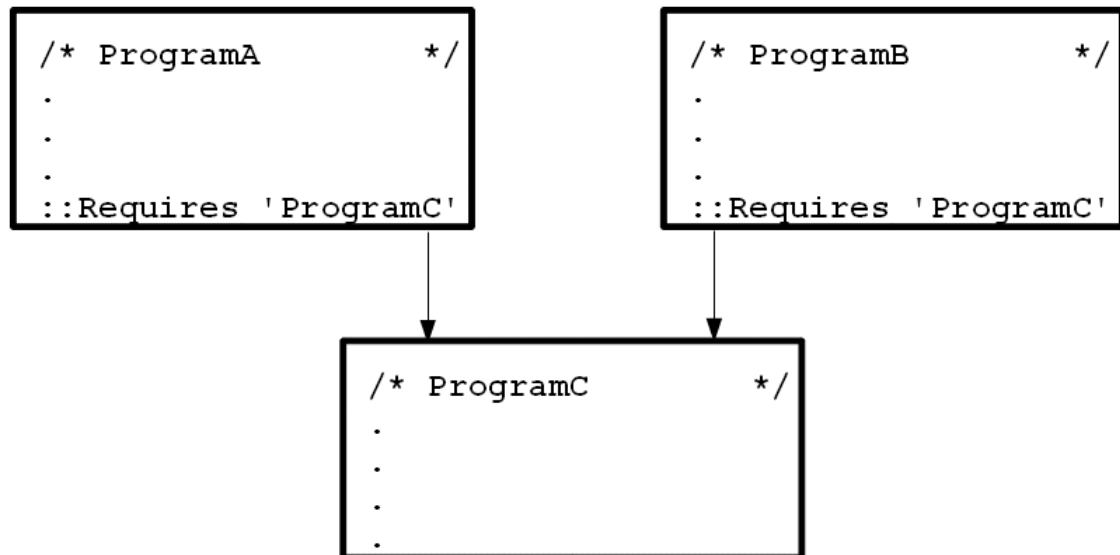 /* ProgramA */
.
.
.
::Requires 'ProgramC'
/* ProgramB */
.
.
.
::Requires 'ProgramC'
/* ProgramC */
.
.
.
.